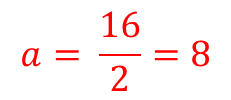 a = 16/2 = 8